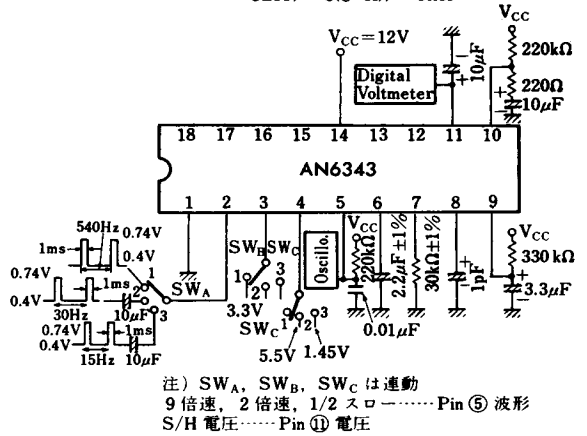 VCC
VCC=12V
220kΩ
Digital
Voltmeter
10μF
220Ω
10μF
18 17 16 15 14 13 12 11 10
AN6343
1 2 3 4 5 6 7 8 9
540Hz
0.74V
1ms
0.4V
1
SWA
0.74V
2
0.4V
30Hz
10μF
3
0.74V
1ms
0.4V
15Hz
10μF
SWB
SWC
1
2
3
3.3V
SWC
1
2
3
5.5V
1.45V
Oscillo.
VCC
220kΩ
0.01μF
2.2μF±1%
30kΩ±1%
1pF
VCC
330kΩ
3.3μF
注) SWA, SWB, SWC は連動
9倍速, 2倍速, 1/2 スロー……Pin ⑤ 波形
S/H 電圧……Pin ⑪ 電圧